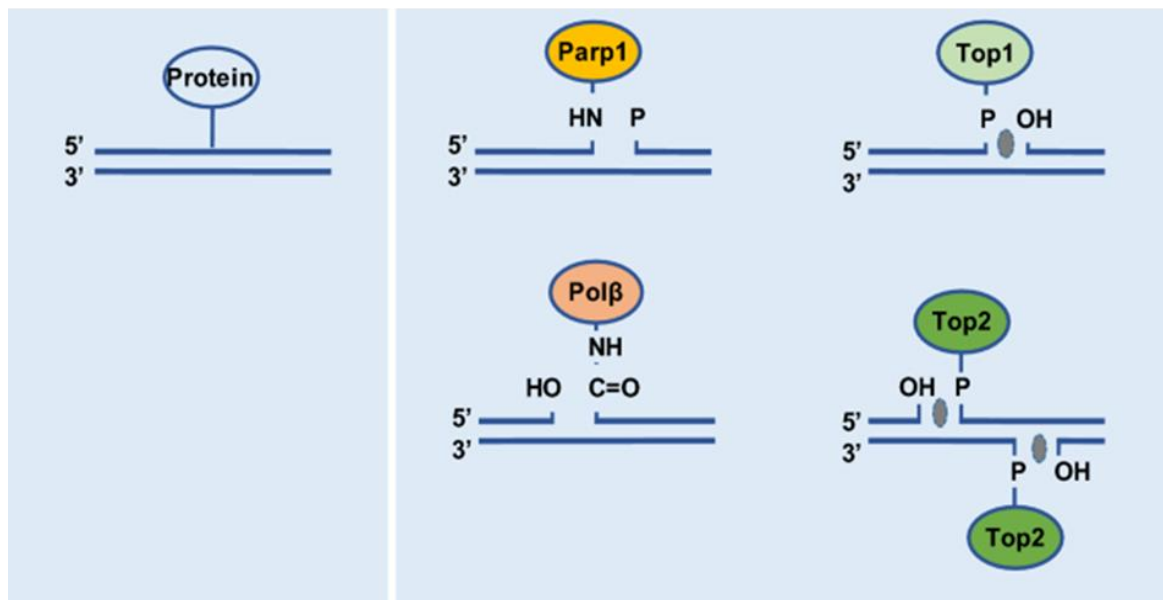 Protein
5’
3’
Parp1
HN P
5’
3’
Top1
P OH
5’
3’
Polβ
NH
HO C=O
5’
3’
Top2
OH P
5’
3’
P OH
Top2